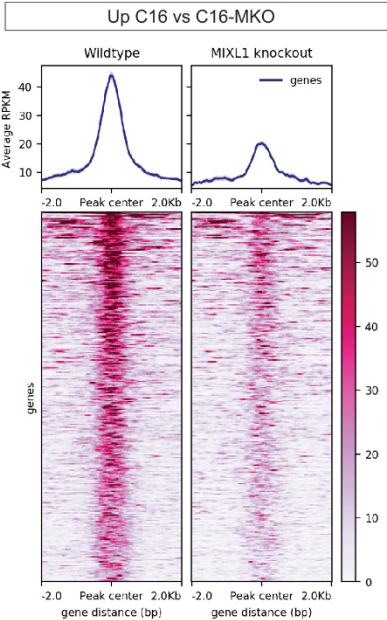 Up C16 vs C16-MKO
Wildtype
MIXL1 knockout
genes
Average RPKM
40
30
20
10
-2.0 Peak center 2.0Kb
-2.0 Peak center 2.0Kb
genes
50
40
30
20
10
0
-2.0 Peak center 2.0Kb
gene distance (bp)
-2.0 Peak center 2.0Kb
gene distance (bp)